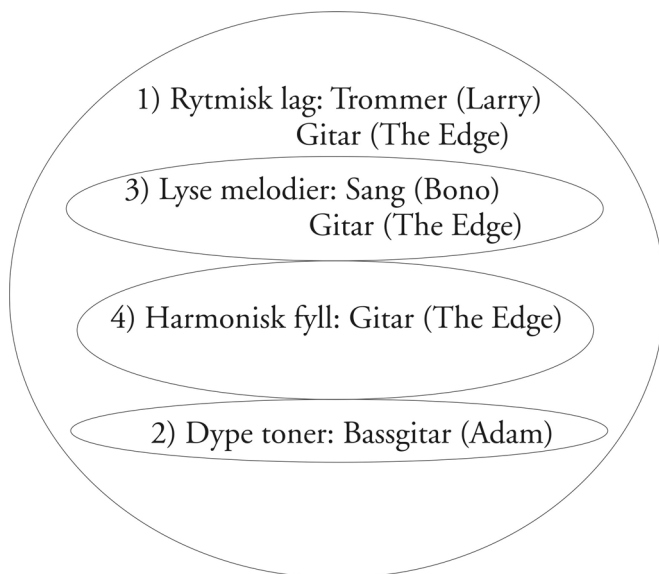 1) Rytmisk lag: Trommer (Larry)
Gitar (The Edge)
3) Lyse melodier: Sang (Bono)
Gitar (The Edge)
4) Harmonisk fyll: Gitar (The Edge)
2) Dype toner: Bassgitar (Adam)